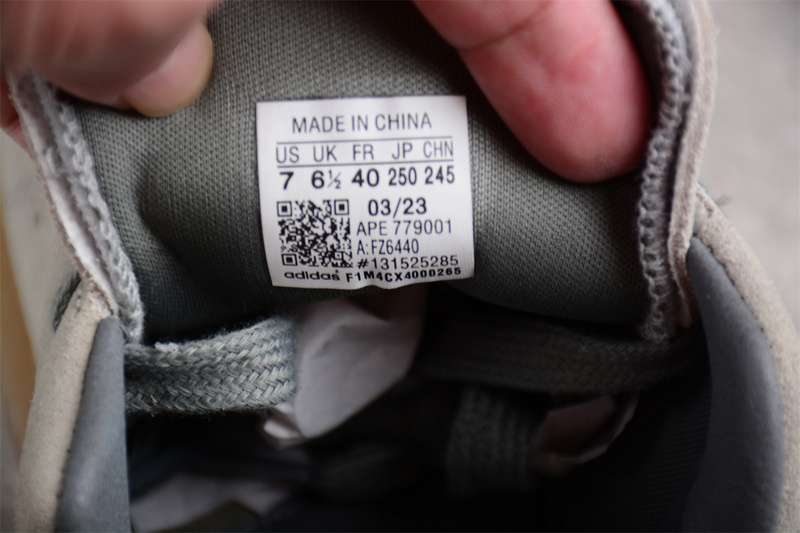 MADE IN CHINA
US UK FR JP CHN
7 6½ 40 250 245
03/23
APE 779001
A:FZ6440
#131525285
adidas F1M4CX4000265